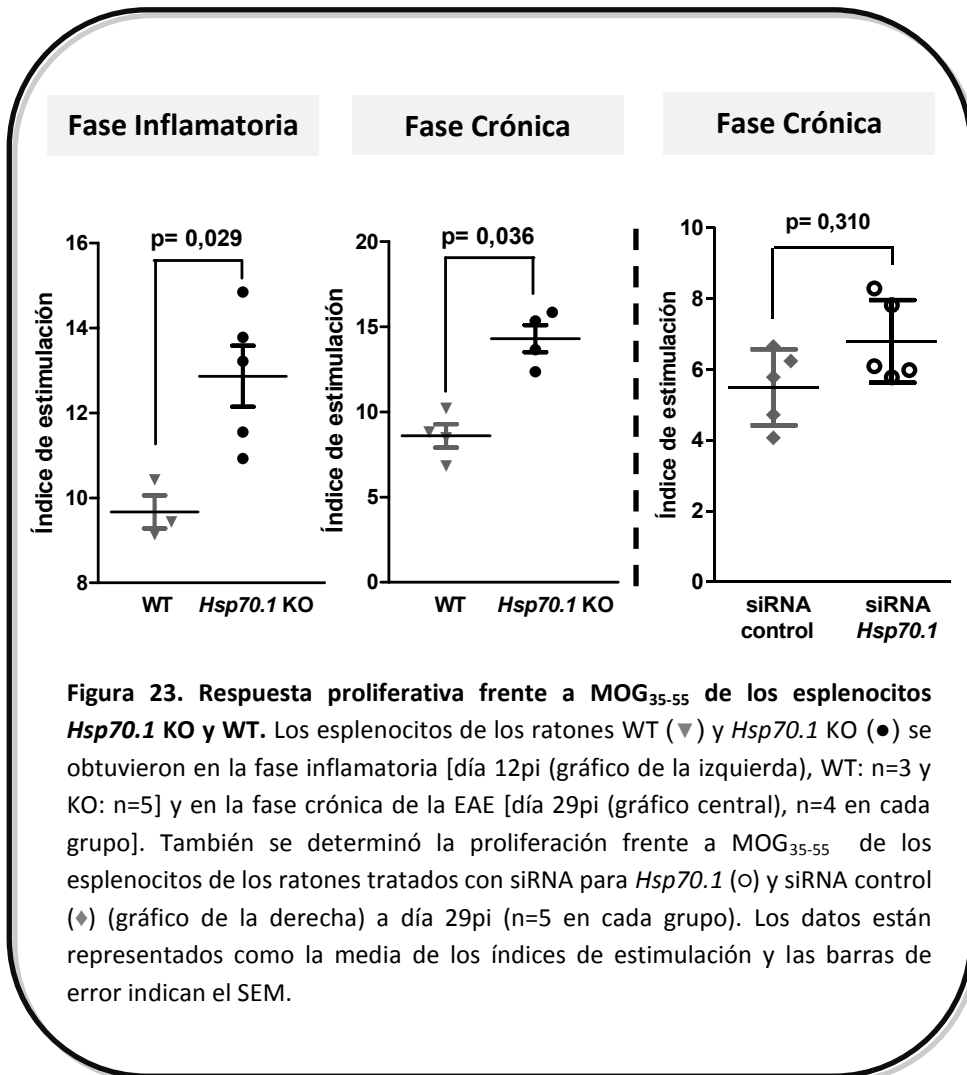 Fase Inflamatoria
Fase Crónica
Fase Crónica
p= 0,029
16
14
12
10
8
Índice de estimulación
WT
Hsp70.1 KO
p= 0,036
20
15
10
5
0
Índice de estimulación
WT
Hsp70.1 KO
p= 0,310
10
8
6
4
2
0
Índice de estimulación
siRNA
control
siRNA
Hsp70.1
Figura 23. Respuesta proliferativa frente a MOG35-55 de los esplenocitos
Hsp70.1 KO y WT. Los esplenocitos de los ratones WT (▼) y Hsp70.1 KO (●) se
obtuvieron en la fase inflamatoria [día 12pi (gráfico de la izquierda), WT: n=3 y
KO: n=5] y en la fase crónica de la EAE [día 29pi (gráfico central), n=4 en cada
grupo]. También se determinó la proliferación frente a MOG35-55 de los
esplenocitos de los ratones tratados con siRNA para Hsp70.1 (○) y siRNA control
(♦) (gráfico de la derecha) a día 29pi (n=5 en cada grupo). Los datos están
representados como la media de los índices de estimulación y las barras de
error indican el SEM.